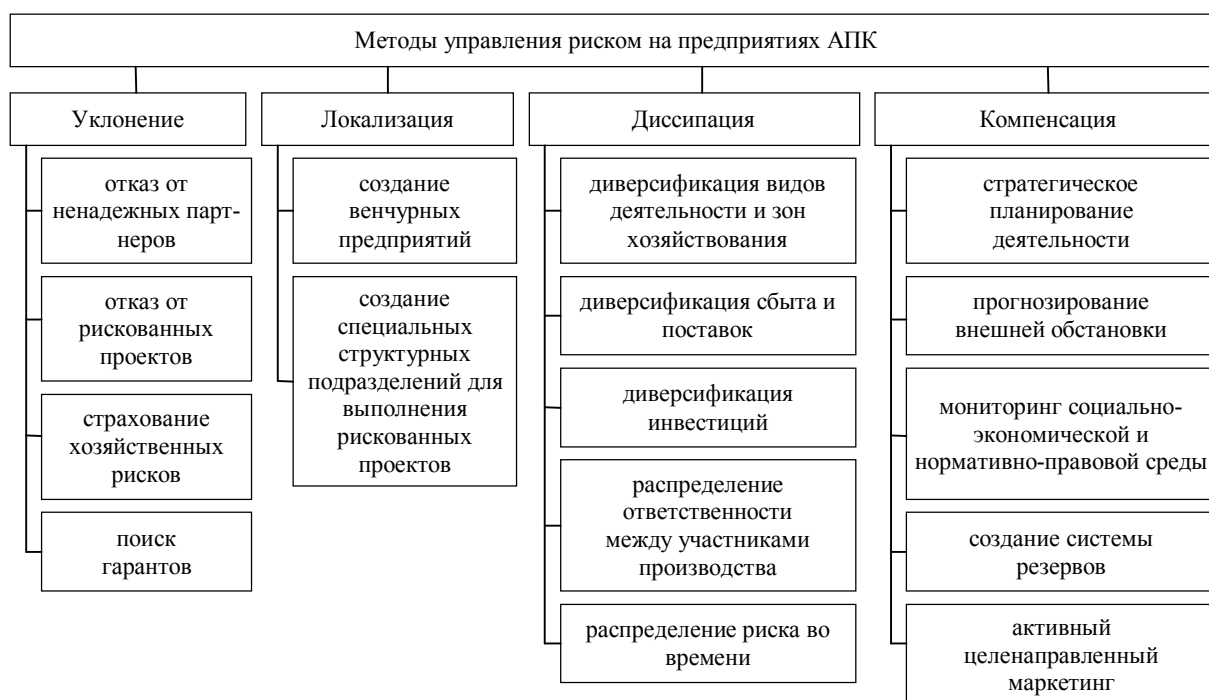 Методы управления риском на предприятиях АПК
Уклонение
отказ от
ненадежных парт-
неров
отказ от
рискованных
проектов
страхование
хозяйственных
рисков
поиск
гарантов
Локализация
создание
венчурных
предприятий
создание
специальных
структурных
подразделений для
выполнения
рискованных
проектов
Диссипация
диверсификация видов
деятельности и зон
хозяйствования
диверсификация сбыта и
поставок
диверсификация
инвестиций
распределение
ответственности
между участниками
производства
распределение риска во
времени
Компенсация
стратегическое
планирование
деятельности
прогнозирование
внешней обстановки
мониторинг социально-
экономической и
нормативно-правовой среды
создание системы
резервов
активный
целенаправленный
маркетинг